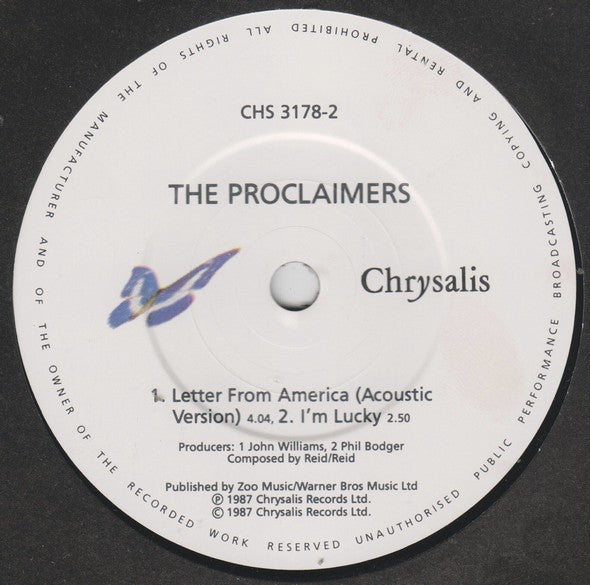 CHS 3178-2
THE PROCLAIMERS
Chrysalis
1. Letter From America (Acoustic
Version) 4.04, 2. I'm Lucky 2.50
Producers: 1 John Williams, 2 Phil Bodger
Composed by Reid/Reid
Published by Zoo Music/Warner Bros Music Ltd
℗ 1987 Chrysalis Records Ltd.
© 1987 Chrysalis Records Ltd.
ALL RIGHTS OF THE MANUFACTURER AND OF THE OWNER OF THE RECORDED WORK RESERVED UNAUTHORISED PUBLIC PERFORMANCE BROADCASTING COPYING AND RENTAL PROHIBITED